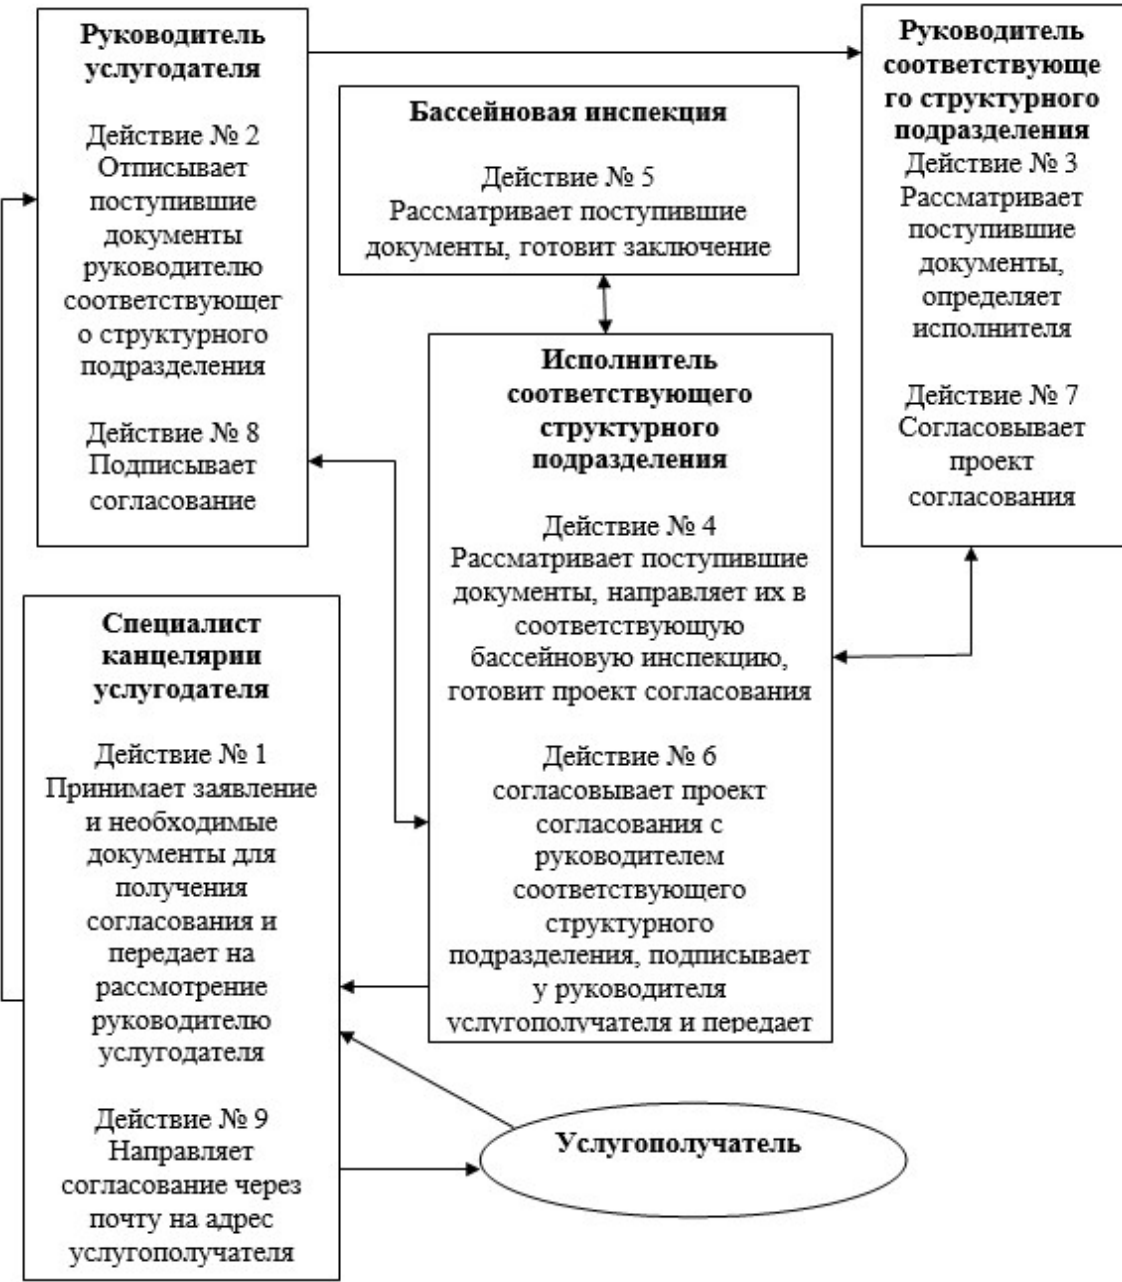 Руководитель
услугодателя
Действие № 2
Отписывает
поступившие
документы
руководителю
соответствующег
о структурного
подразделения
Действие № 8
Подписывает
согласование
Бассейновая инспекция
Действие № 5
Рассматривает поступившие
документы, готовит заключение
Руководитель
соответствующе
го структурного
подразделения
Действие № 3
Рассматривает
поступившие
документы,
определяет
исполнителя
Действие № 7
Согласовывает
проект
согласования
Исполнитель
соответствующего
структурного
подразделения
Действие № 4
Рассматривает поступившие
документы, направляет их в
соответствующую
бассейновую инспекцию,
готовит проект согласования
Действие № 6
согласовывает проект
согласования с
руководителем
соответствующего
структурного
подразделения, подписывает
у руководителя
услугополучателя и передает
Специалист
канцелярии
услугодателя
Действие № 1
Принимает заявление
и необходимые
документы для
получения
согласования и
передает на
рассмотрение
руководителю
услугодателя
Действие № 9
Направляет
согласование через
почту на адрес
услугополучателя
Услугополучатель